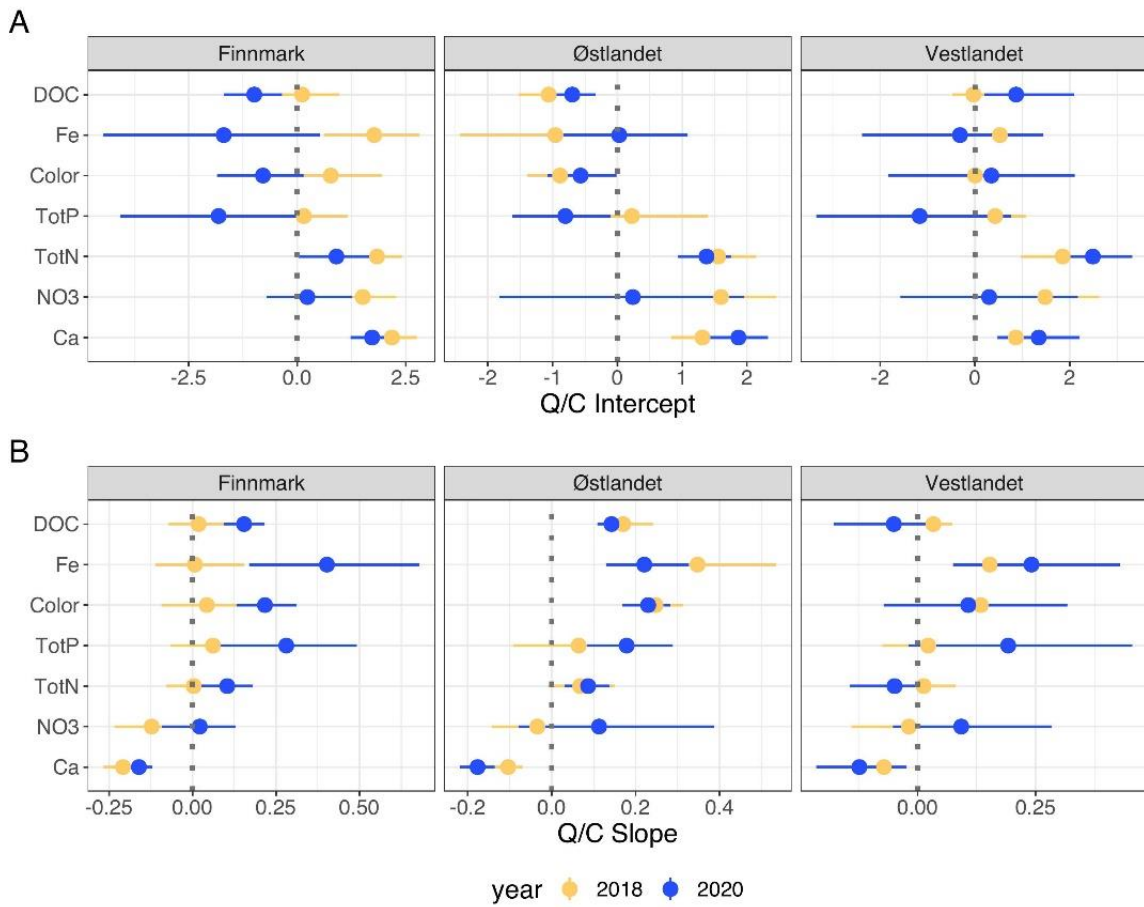 A
Finnmark Østlandet Vestlandet
DOC
Fe
Color
TotP
TotN
NO3
Ca
-2.5 0.0 2.5 -2 -1 0 1 2 -2 0 2
Q/C Intercept
B
Finnmark Østlandet Vestlandet
DOC
Fe
Color
TotP
TotN
NO3
Ca
-0.25 0.00 0.25 0.50 -0.2 0.0 0.2 0.4 0.00 0.25
Q/C Slope
year 2018 2020